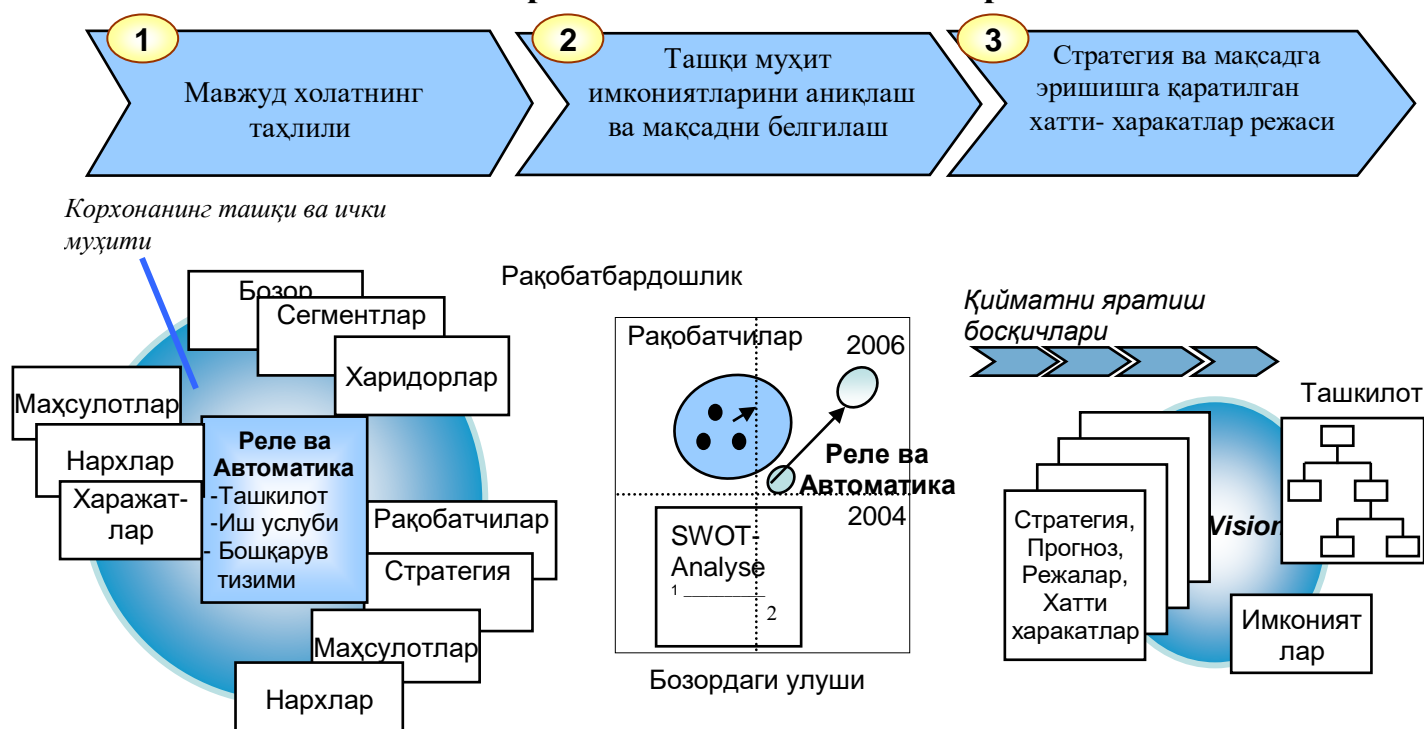 1
Мавжуд холатнинг
таҳлили
2
Ташқи муҳит
имкониятларини аниқлаш
ва мақсадни белгилаш
3
Стратегия ва мақсадга
эришишга қаратилган
хатти- харакатлар режаси
Корхонанинг ташқи ва ички
муҳити
Бозор
Сегментлар
Харидорлар
Маҳсулотлар
Нархлар
Харажат-
лар
Реле ва
Автоматика
-Ташкилот
-Иш услуби
- Бошқарув
тизими
Рақобатчилар
Стратегия
Маҳсулотлар
Нархлар
Рақобатбардошлик
Рақобатчилар
2006
Реле ва
Автоматика
2004
SWOT-
Analyse
1 __________
2
Бозордаги улуши
Қийматни яратиш
босқичлари
Ташкилот
Стратегия,
Прогноз,
Режалар,
Хатти
харакатлар
Vision
Имконият
лар